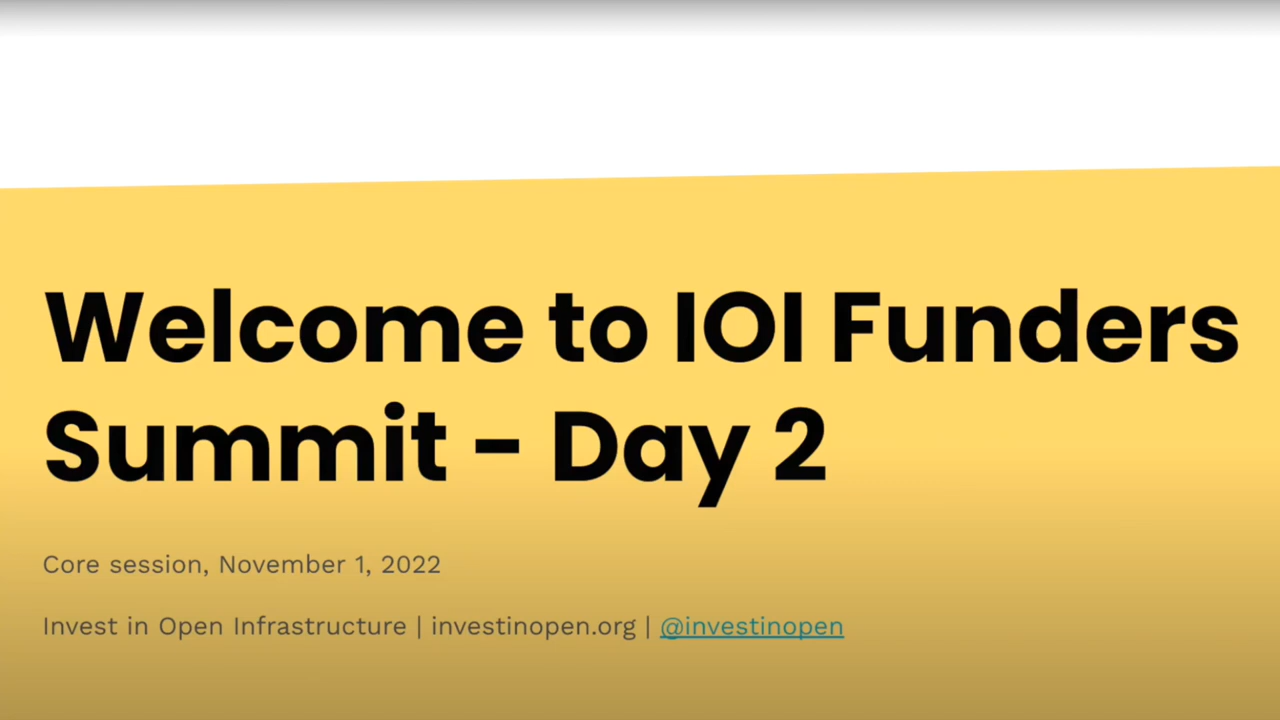 Welcome to IOI Funders
Summit - Day 2
Core session, November 1, 2022
Invest in Open Infrastructure | investinopen.org | @investinopen